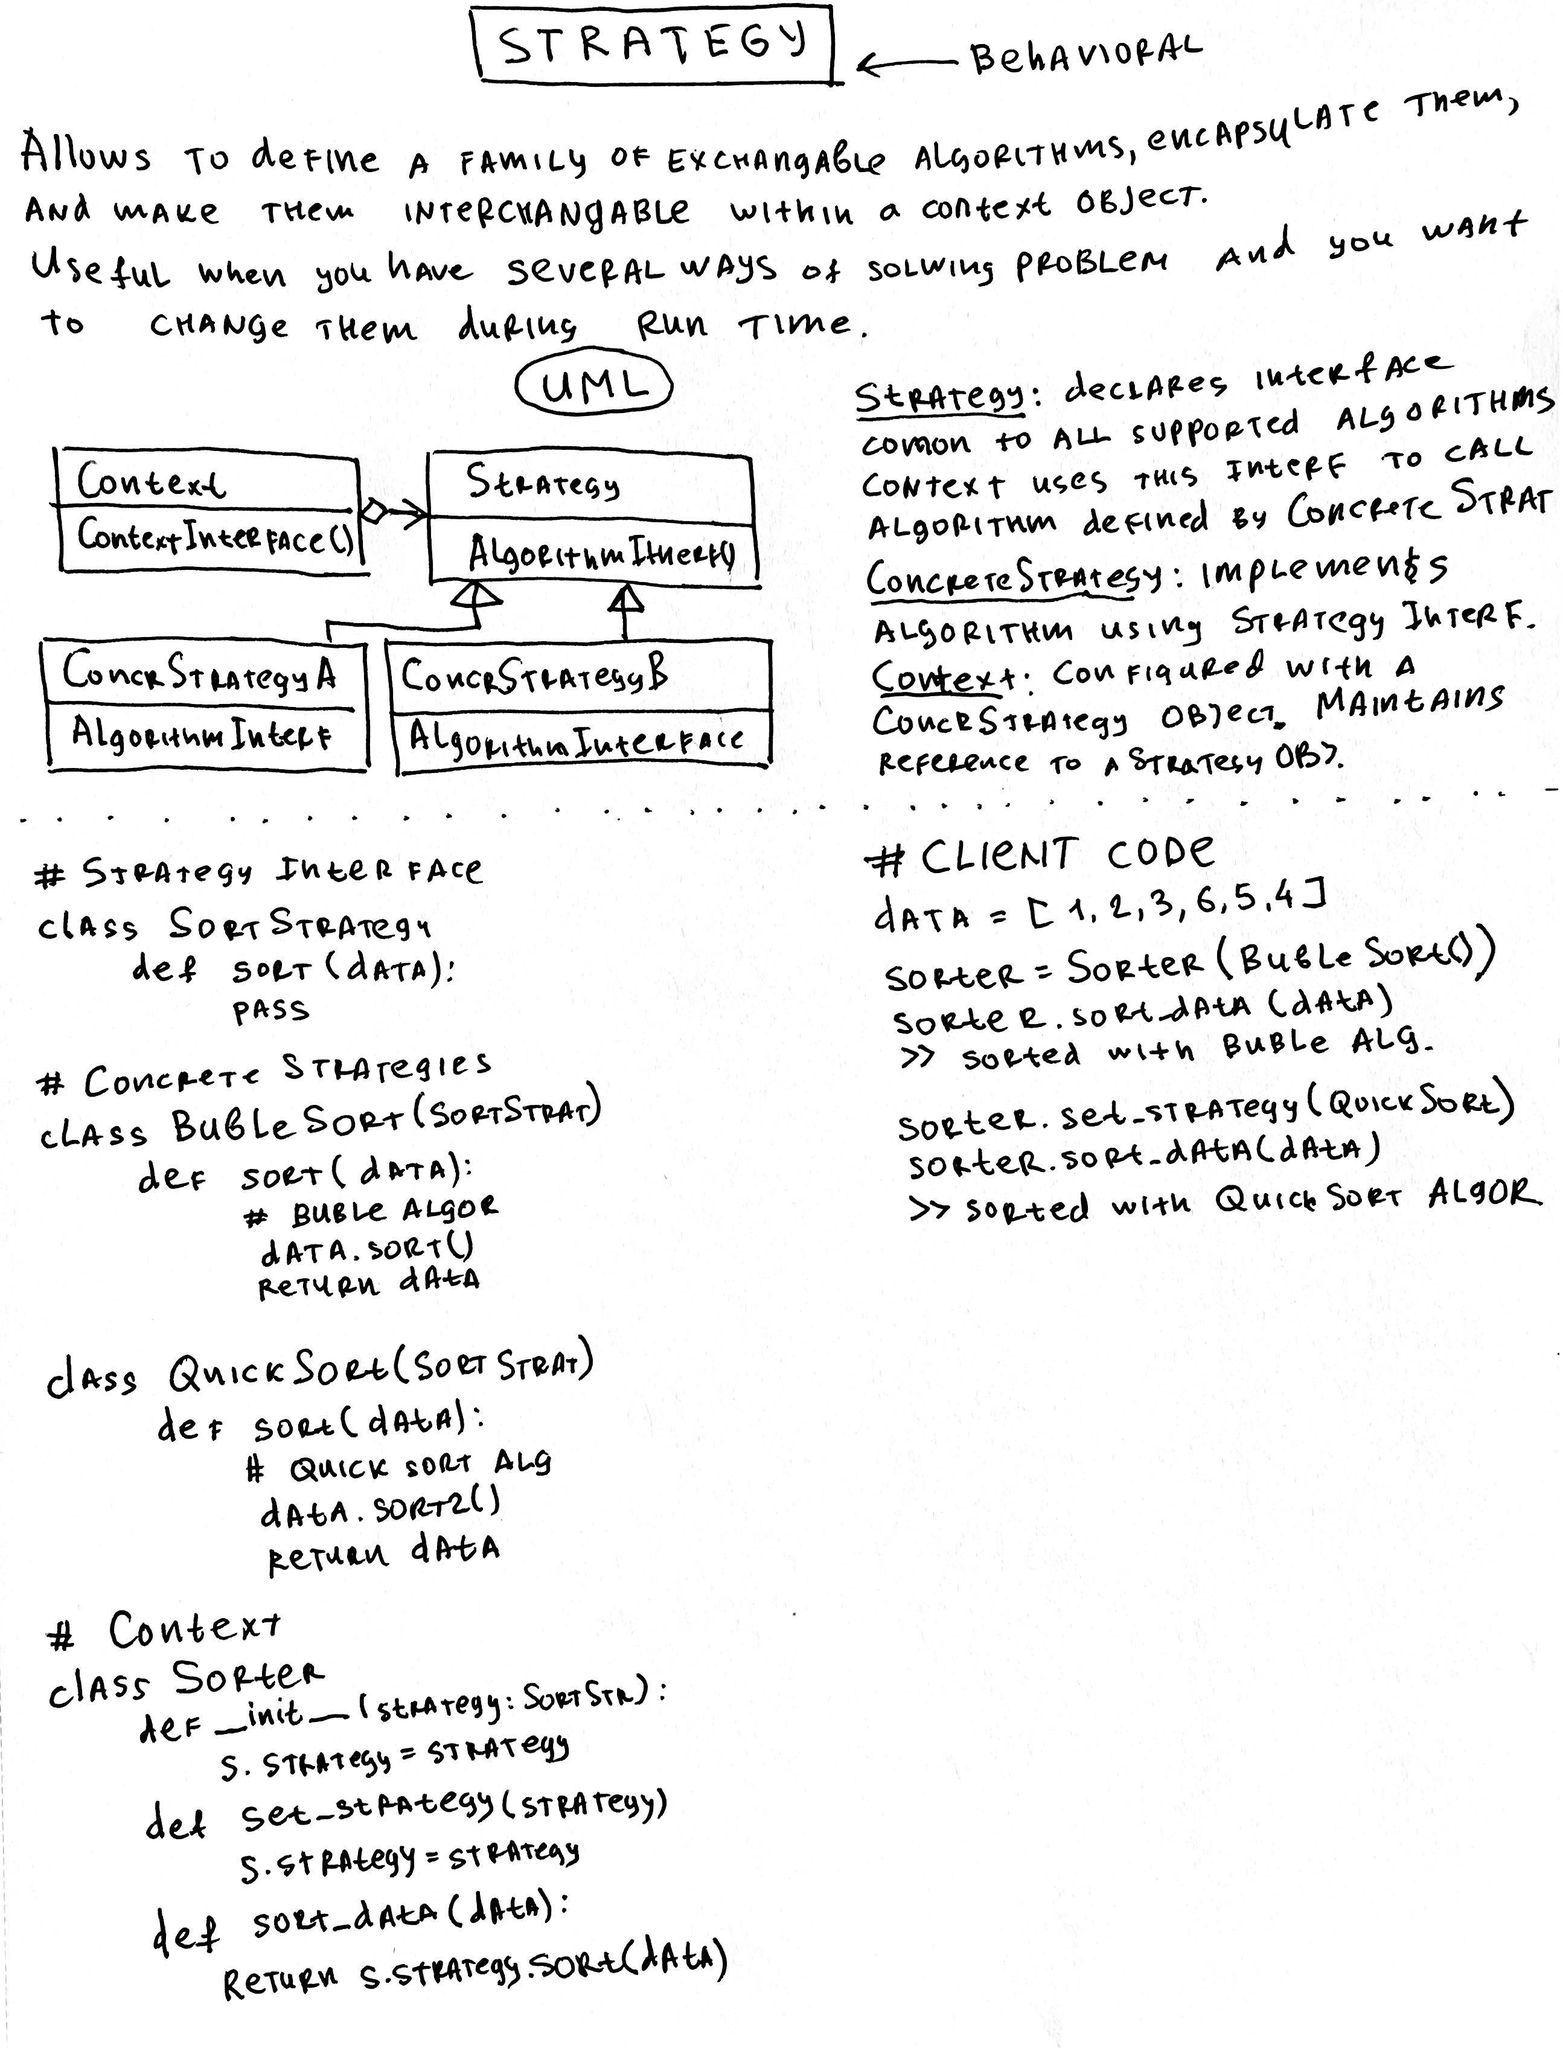 STRATEGY
BehAVIORAL
Allows TO define A FAMILY OF EXCHANGABLE ALGORITHMS, encapsulate Them,
And make THEM INTERCHANGABLE within a context OBJECT.
Useful when you have several ways of solwing PROBLEM And you want
to CHANGE THEM during Run Time.
UML
Context
ContextInterface()
Strategy
AlgorithmItnerf()
ConcrStrategyA
AlgorithmInterf
ConcrStrategyB
AlgorithmInterface
Strategy: declares interface
comon to ALL supported ALGORITHMS
context uses this interf to call
Algorithm defined by Concrete STRAT
ConcreteStrategy: implements
Algorithm using Strategy Interf.
Context: Configured with A
ConcrStrategy OBJect. Maintains
Reference to A Strategy OBJ.
# Strategy Interface
class SortStrategy
def sort(data):
pass
# Concrete Strategies
class BubleSort(SortStrat)
def sort(data):
# Buble Algor
data.sort()
return data
class QuickSort(SortStrat)
def sort(data):
# Quick sort Alg
data.sort2()
return data
# Context
class Sorter
def __init__(strategy: SortStr):
s.strategy = strategy
def set_strategy(strategy)
s.strategy = strategy
def sort_data(data):
Return s.strategy.sort(data)
# CLIENT CODE
data = [1, 2, 3, 6, 5, 4]
sorter = Sorter(BubleSort())
sorter.sort_data(data)
>> sorted with Buble Alg.
sorter.set_strategy(QuickSort)
sorter.sort_data(data)
>> sorted with QuickSort ALGOR